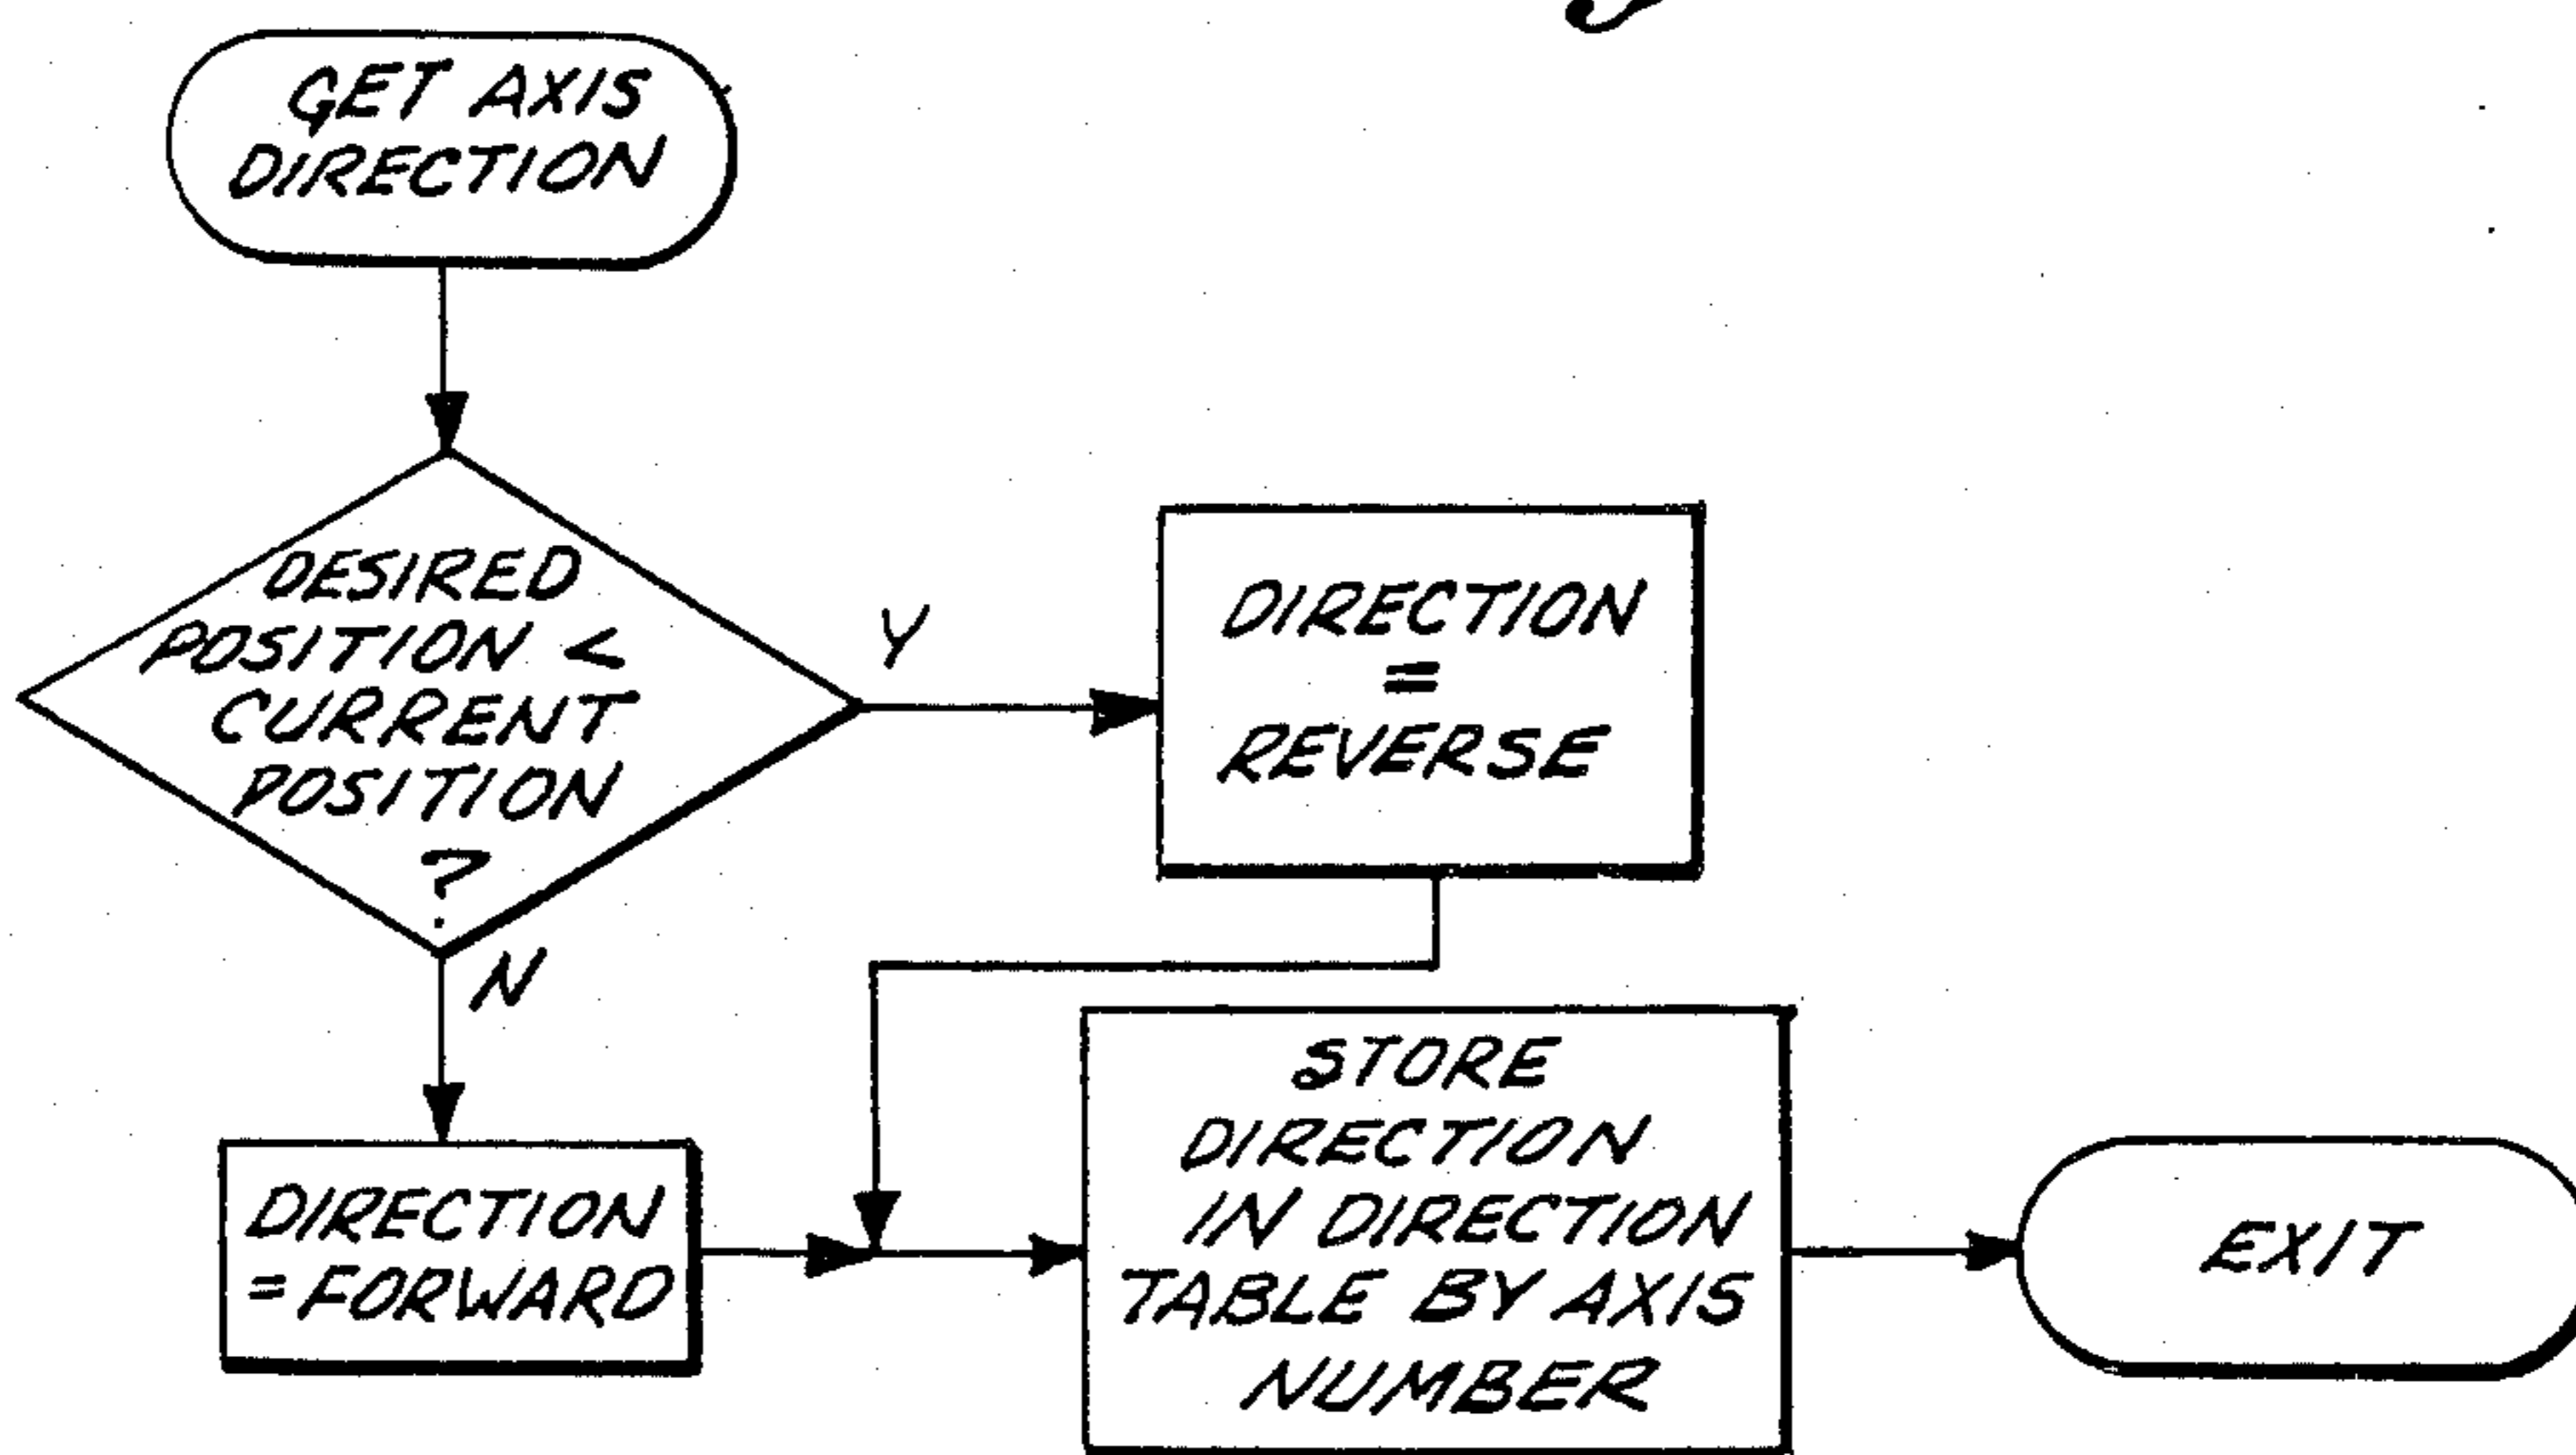 GET AXIS
DIRECTION
DESIRED
POSITION <
CURRENT
POSITION
?
Y
DIRECTION
=
REVERSE
N
DIRECTION
= FORWARD
STORE
DIRECTION
IN DIRECTION
TABLE BY AXIS
NUMBER
EXIT